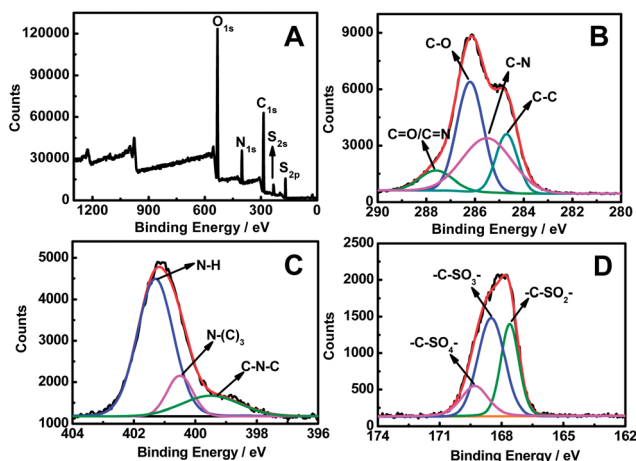 A
120000
90000
60000
30000
0
Counts
O1s
N1s
C1s
S2s
S2p
1200
900
600
300
0
Binding Energy / eV
B
9000
6000
3000
0
Counts
C-O
C-N
C-C
C=O/C=N
290
288
286
284
282
280
Binding Energy / eV
C
5000
4000
3000
2000
1000
Counts
N-H
N-(C)3
C-N-C
404
402
400
398
396
Binding Energy / eV
D
2500
2000
1500
1000
500
0
Counts
-C-SO3-
-C-SO2-
-C-SO4-
174
171
168
165
162
Binding Energy / eV